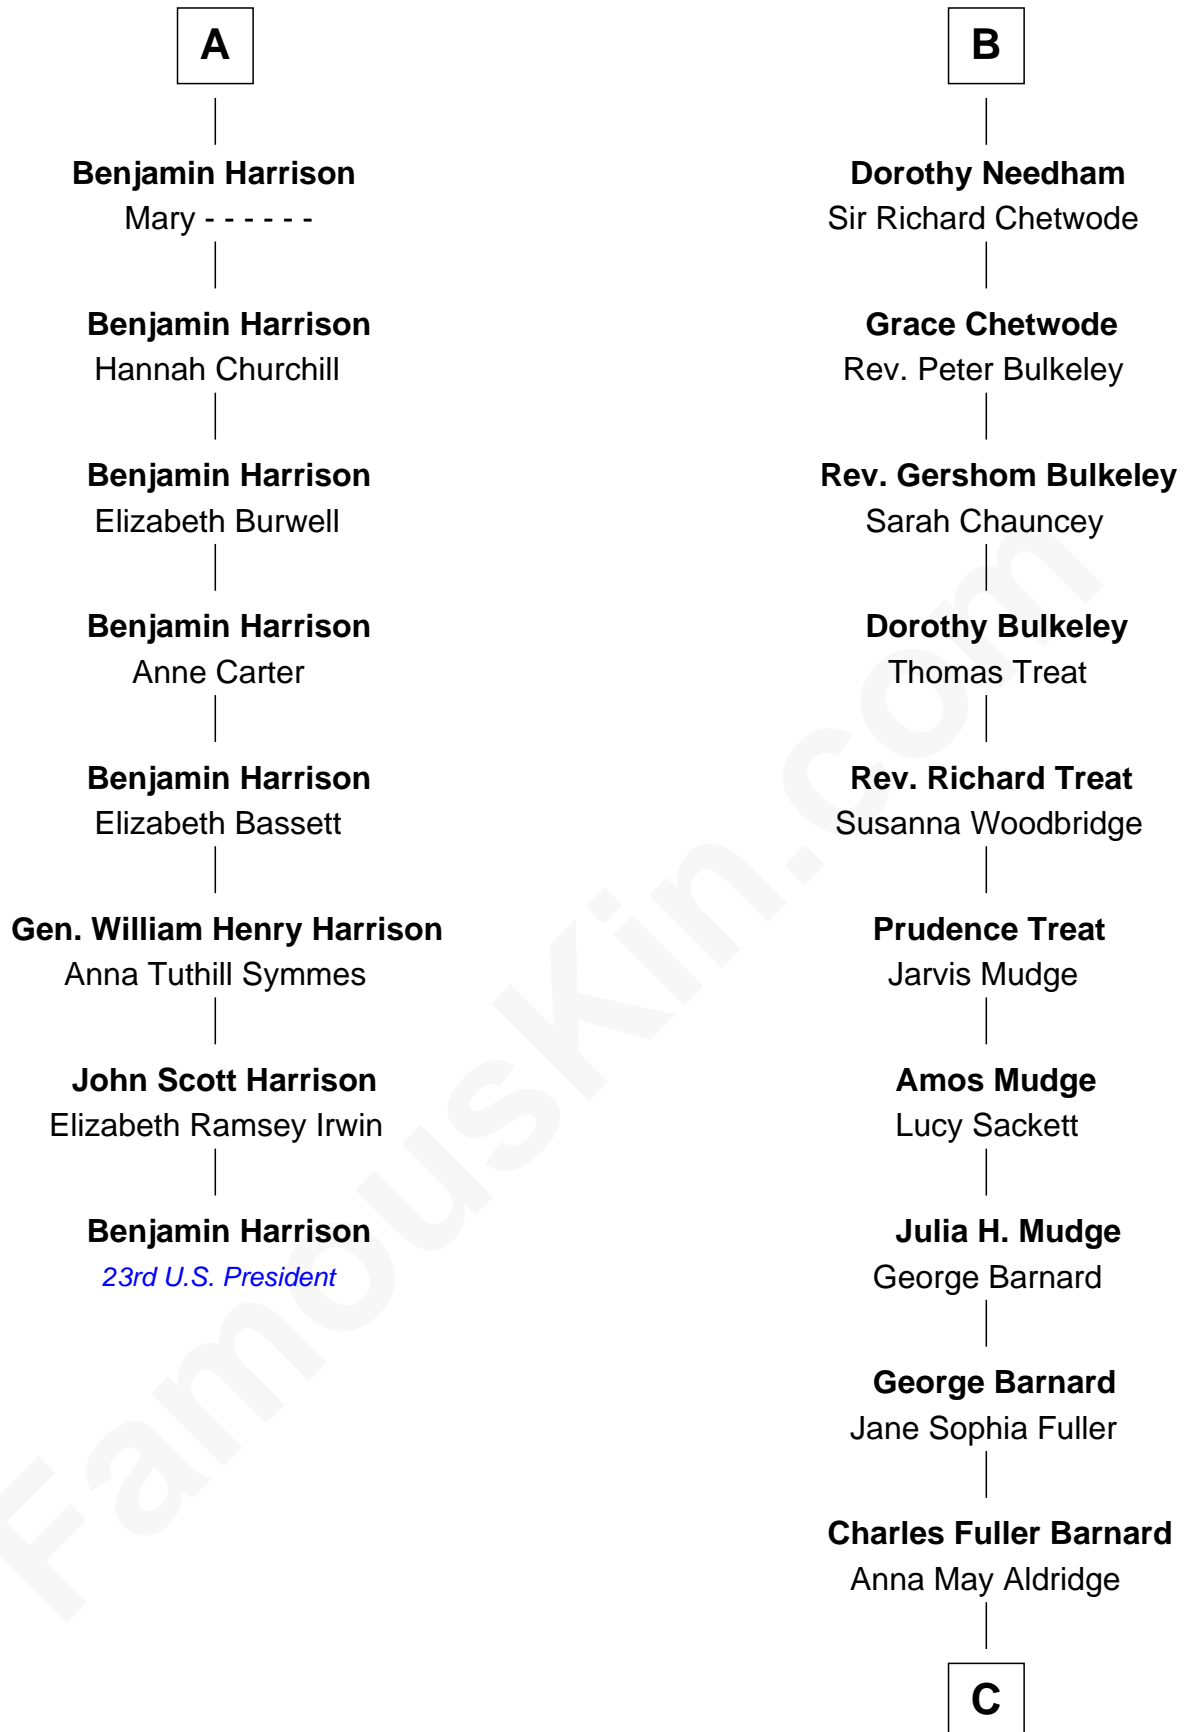 A
Benjamin Harrison
Mary - - - - - -
Benjamin Harrison
Hannah Churchill
Benjamin Harrison
Elizabeth Burwell
Benjamin Harrison
Anne Carter
Benjamin Harrison
Elizabeth Bassett
Gen. William Henry Harrison
Anna Tuthill Symmes
John Scott Harrison
Elizabeth Ramsey Irwin
Benjamin Harrison
23rd U.S. President
B
Dorothy Needham
Sir Richard Chetwode
Grace Chetwode
Rev. Peter Bulkeley
Rev. Gershom Bulkeley
Sarah Chauncey
Dorothy Bulkeley
Thomas Treat
Rev. Richard Treat
Susanna Woodbridge
Prudence Treat
Jarvis Mudge
Amos Mudge
Lucy Sackett
Julia H. Mudge
George Barnard
George Barnard
Jane Sophia Fuller
Charles Fuller Barnard
Anna May Aldridge
C
FamousKin.com